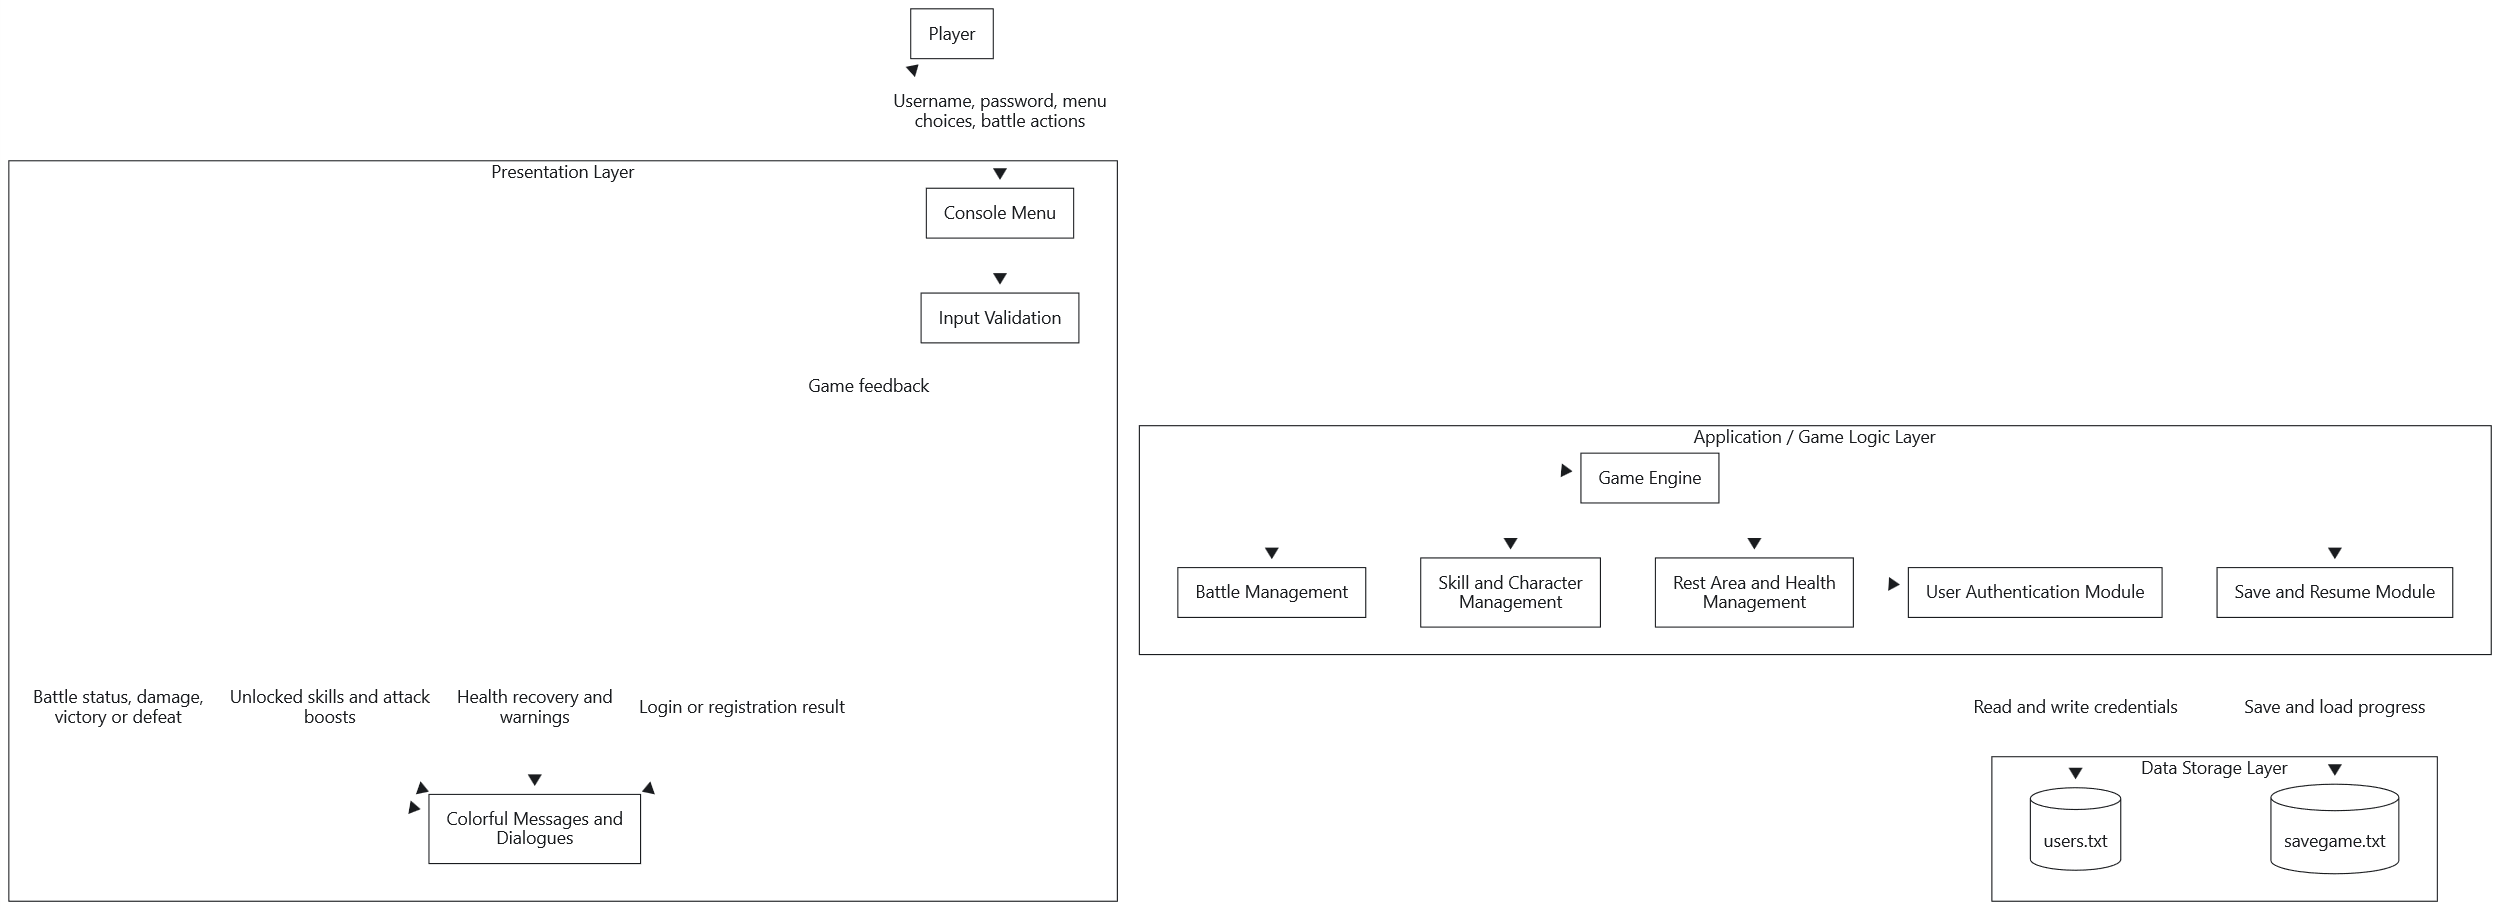 Player
Username, password, menu
choices, battle actions
Presentation Layer
Console Menu
Input Validation
Game feedback
Application / Game Logic Layer
Game Engine
Battle Management
Skill and Character
Management
Rest Area and Health
Management
User Authentication Module
Save and Resume Module
Battle status, damage,
victory or defeat
Unlocked skills and attack
boosts
Health recovery and
warnings
Login or registration result
Read and write credentials
Save and load progress
Data Storage Layer
Colorful Messages and
Dialogues
users.txt
savegame.txt